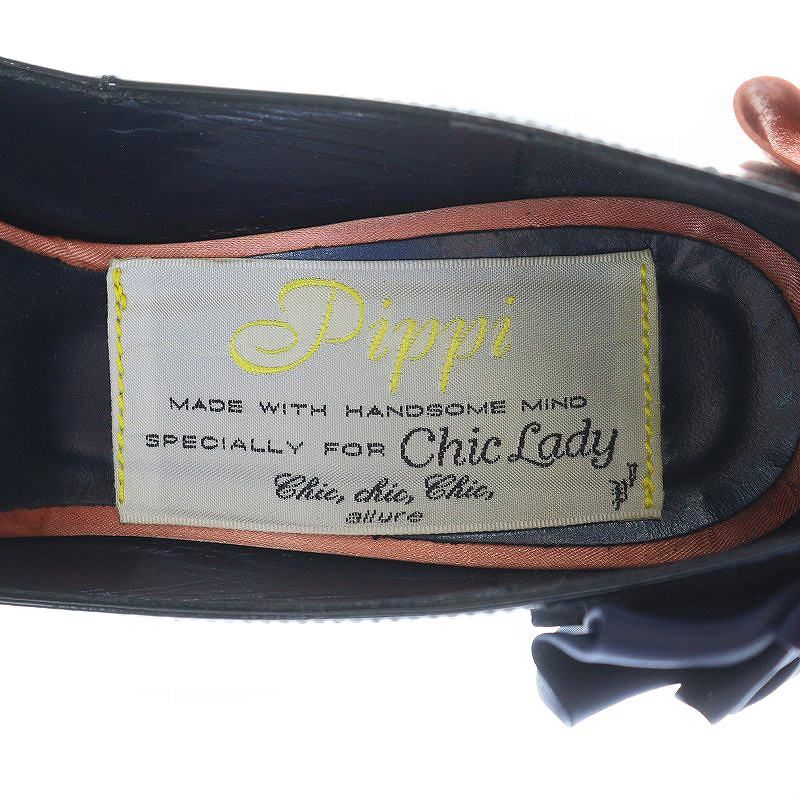 Pippi
MADE WITH HANDSOME MIND
SPECIALLY FOR Chic Lady
Chic, chic, Chic,
allure